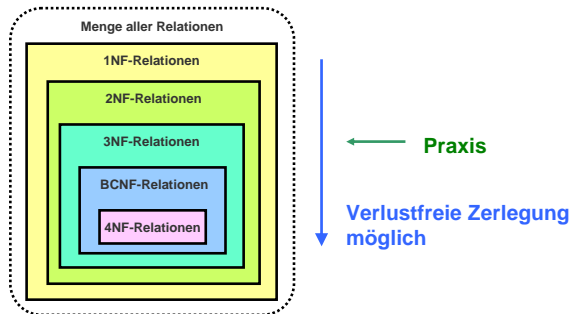 Menge aller Relationen
1NF-Relationen
2NF-Relationen
3NF-Relationen
BCNF-Relationen
4NF-Relationen
Praxis
Verlustfreie Zerlegung
möglich